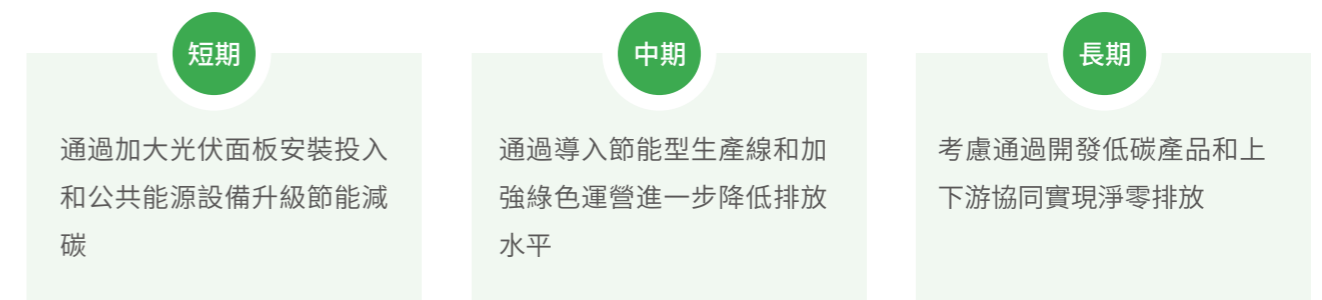 短期
通過加大光伏面板安裝投入
和公共能源設備升級節能減
碳
中期
通過導入節能型生產線和加
強綠色運營進一步降低排放
水平
長期
考慮通過開發低碳產品和上
下游協同實現淨零排放